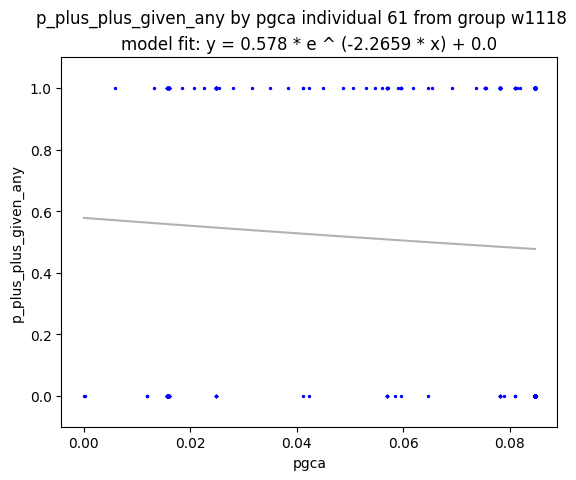 p_plus_plus_given_any by pgca individual 61 from group w1118
model fit: y = 0.578 * e ^ (-2.2659 * x) + 0.0
1.0
0.8
0.6
0.4
0.2
0.0
p_plus_plus_given_any
0.00 0.02 0.04 0.06 0.08
pgca